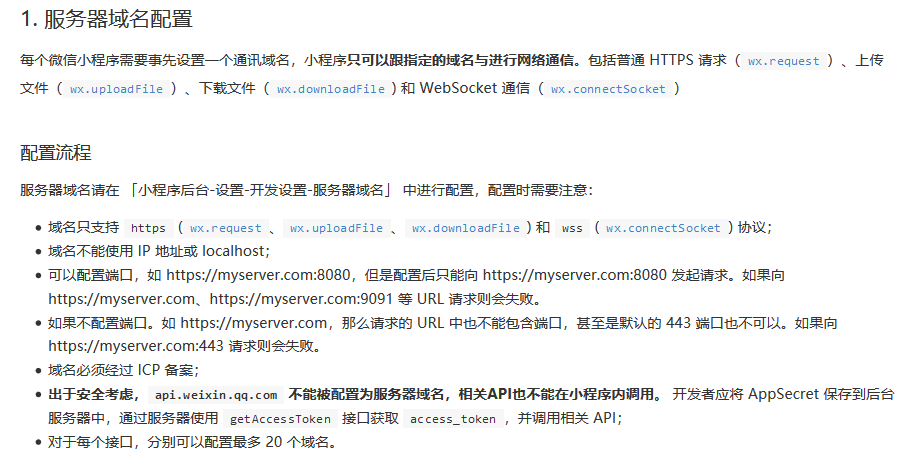 1. 服务器域名配置
每个微信小程序需要事先设置一个通讯域名，小程序只可以跟指定的域名与进行网络通信。包括普通 HTTPS 请求（ wx.request ）、上传
文件（ wx.uploadFile ）、下载文件（ wx.downloadFile ) 和 WebSocket 通信（ wx.connectSocket ）
配置流程
服务器域名请在 「小程序后台-设置-开发设置-服务器域名」 中进行配置，配置时需要注意：
• 域名只支持 https ( wx.request 、 wx.uploadFile 、 wx.downloadFile ) 和 wss ( wx.connectSocket ) 协议；
• 域名不能使用 IP 地址或 localhost；
• 可以配置端口，如 https://myserver.com:8080，但是配置后只能向 https://myserver.com:8080 发起请求。如果向
https://myserver.com、https://myserver.com:9091 等 URL 请求则会失败。
• 如果不配置端口。如 https://myserver.com，那么请求的 URL 中也不能包含端口，甚至是默认的 443 端口也不可以。如果向
https://myserver.com:443 请求则会失败。
• 域名必须经过 ICP 备案；
• 出于安全考虑， api.weixin.qq.com 不能被配置为服务器域名，相关API也不能在小程序内调用。 开发者应将 AppSecret 保存到后台
服务器中，通过服务器使用 getAccessToken 接口获取 access_token ，并调用相关 API；
• 对于每个接口，分别可以配置最多 20 个域名。